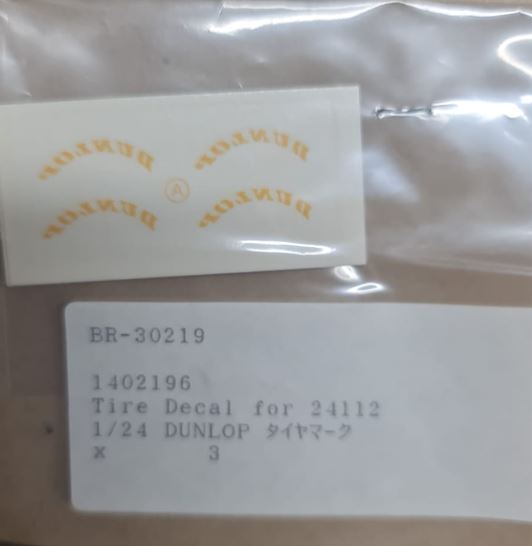 DUNLOP DUNLOP
A
DUNLOP DUNLOP
BR-30219
1402196
Tire Decal for 24112
1/24 DUNLOP タイヤマーク
x 3